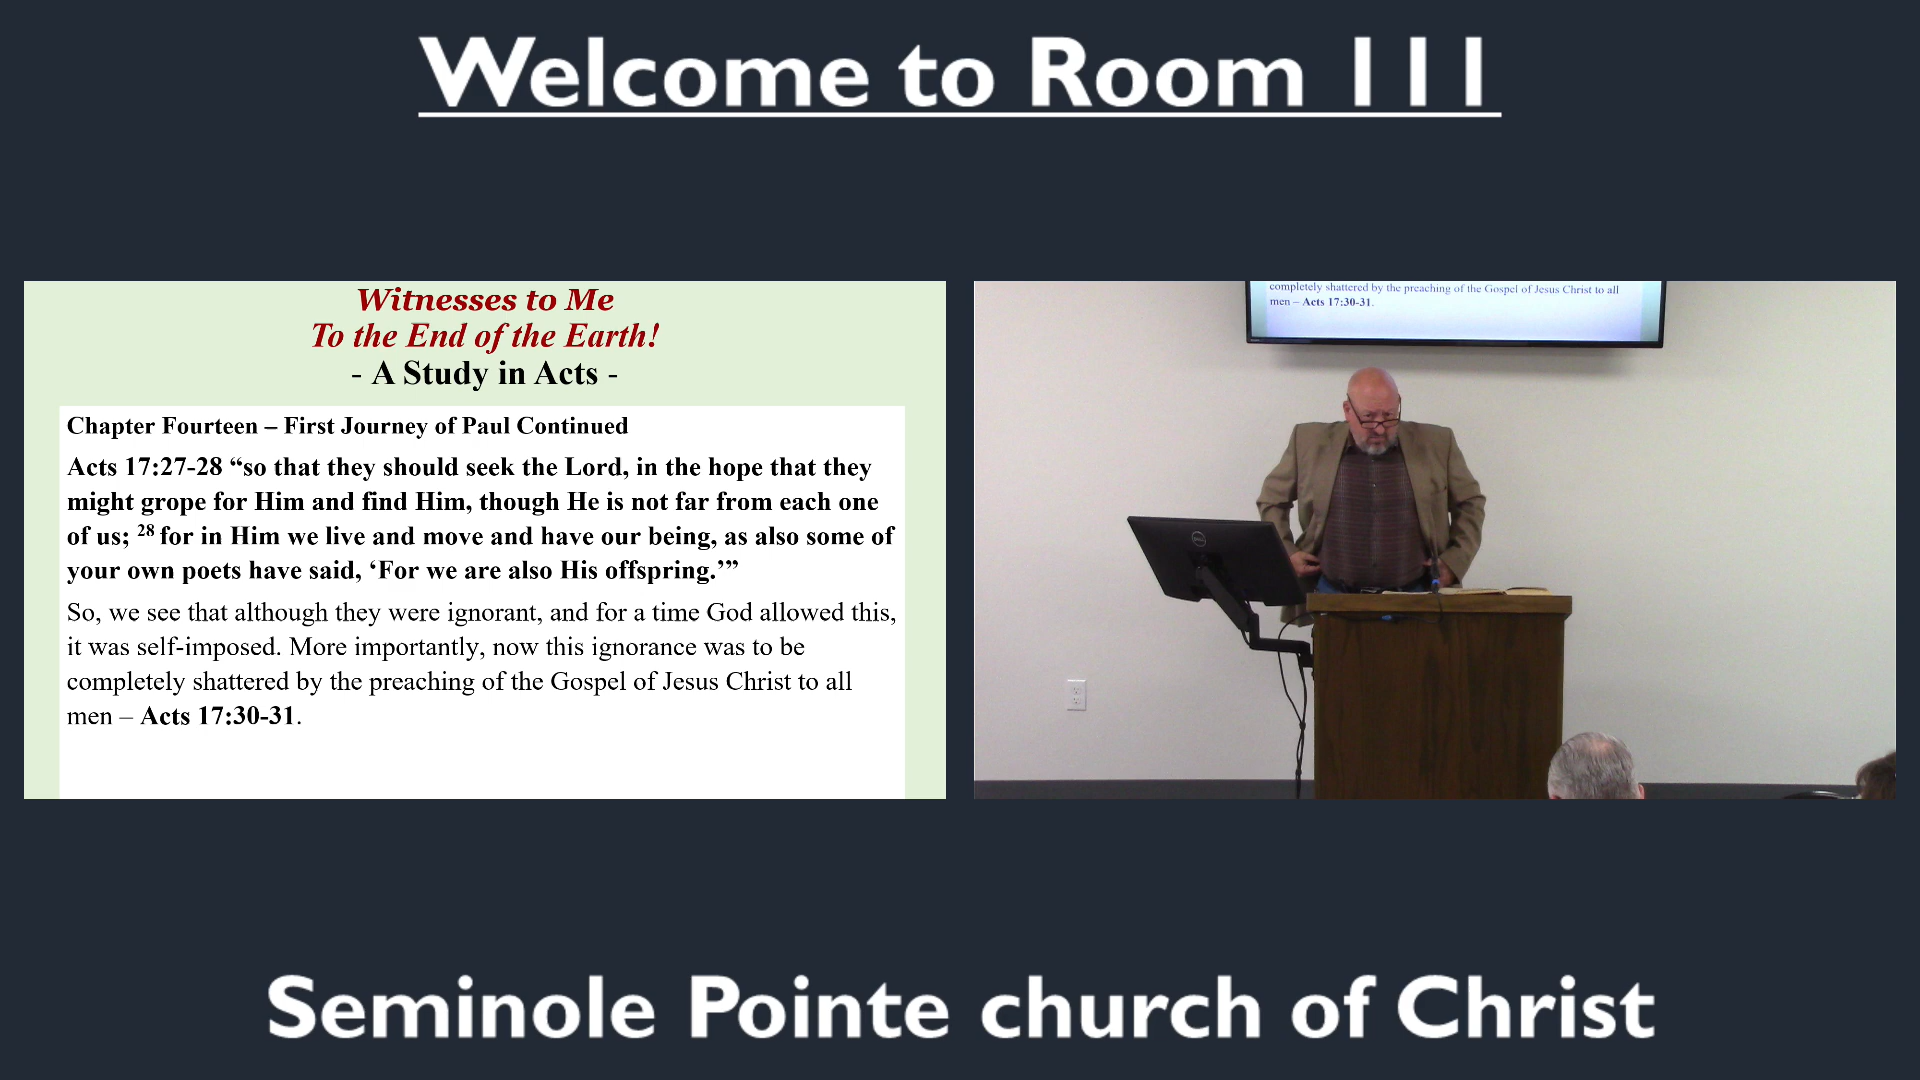 Welcome to Room 111
Witnesses to Me
To the End of the Earth!
- A Study in Acts -
Chapter Fourteen – First Journey of Paul Continued
Acts 17:27-28 “so that they should seek the Lord, in the hope that they
might grope for Him and find Him, though He is not far from each one
of us; 28 for in Him we live and move and have our being, as also some of
your own poets have said, ‘For we are also His offspring.’”
So, we see that although they were ignorant, and for a time God allowed this,
it was self-imposed. More importantly, now this ignorance was to be
completely shattered by the preaching of the Gospel of Jesus Christ to all
men – Acts 17:30-31.
completely shattered by the preaching of the Gospel of Jesus Christ to all
men – Acts 17:30-31.
DELL
Seminole Pointe church of Christ